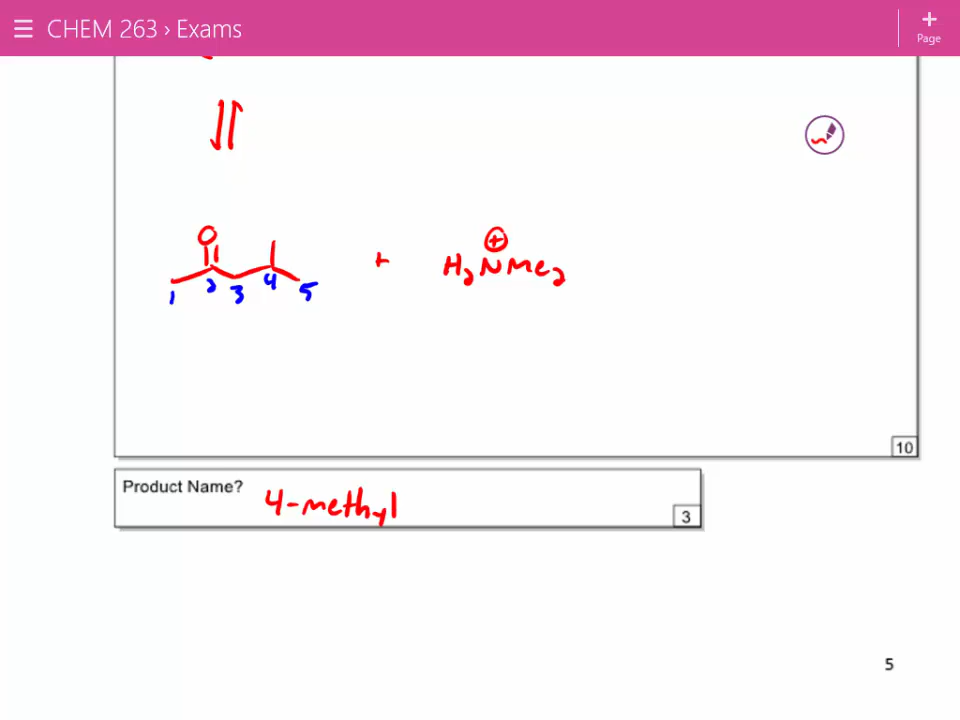 CHEM 263 › Exams
+
Page
O
+
H2N⊕Me2
1 2 3 4 5
10
Product Name? 4-methyl
3
5